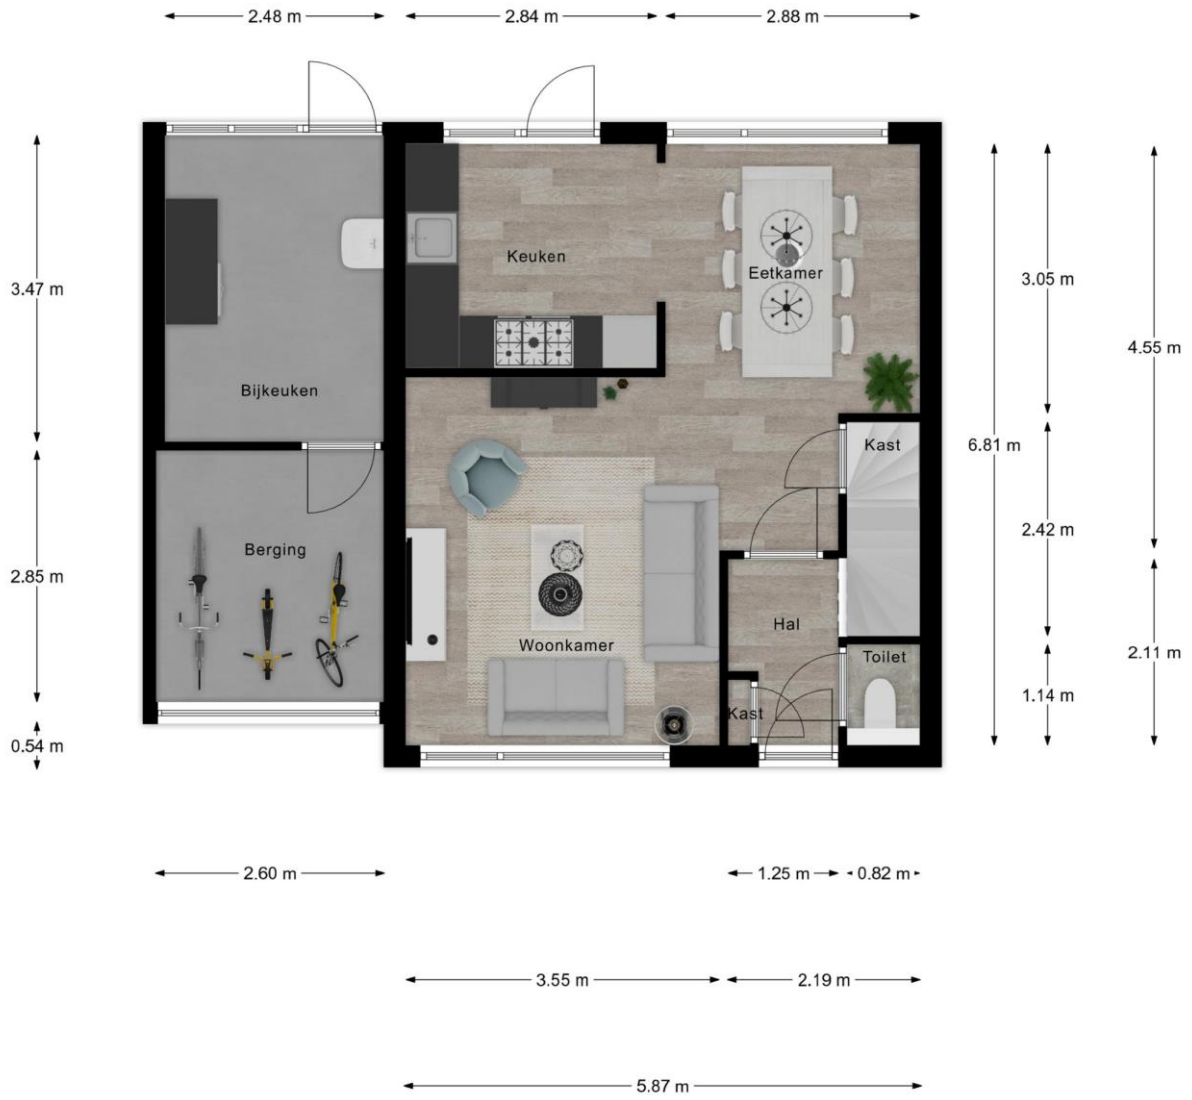 2.48 m
2.84 m
2.88 m
Keuken
Eetkamer
3.05 m
3.47 m
4.55 m
Bijkeuken
Kast
6.81 m
2.42 m
Berging
2.85 m
Hal
Woonkamer
Toilet
2.11 m
1.14 m
Kast
0.54 m
2.60 m
1.25 m
0.82 m
3.55 m
2.19 m
5.87 m